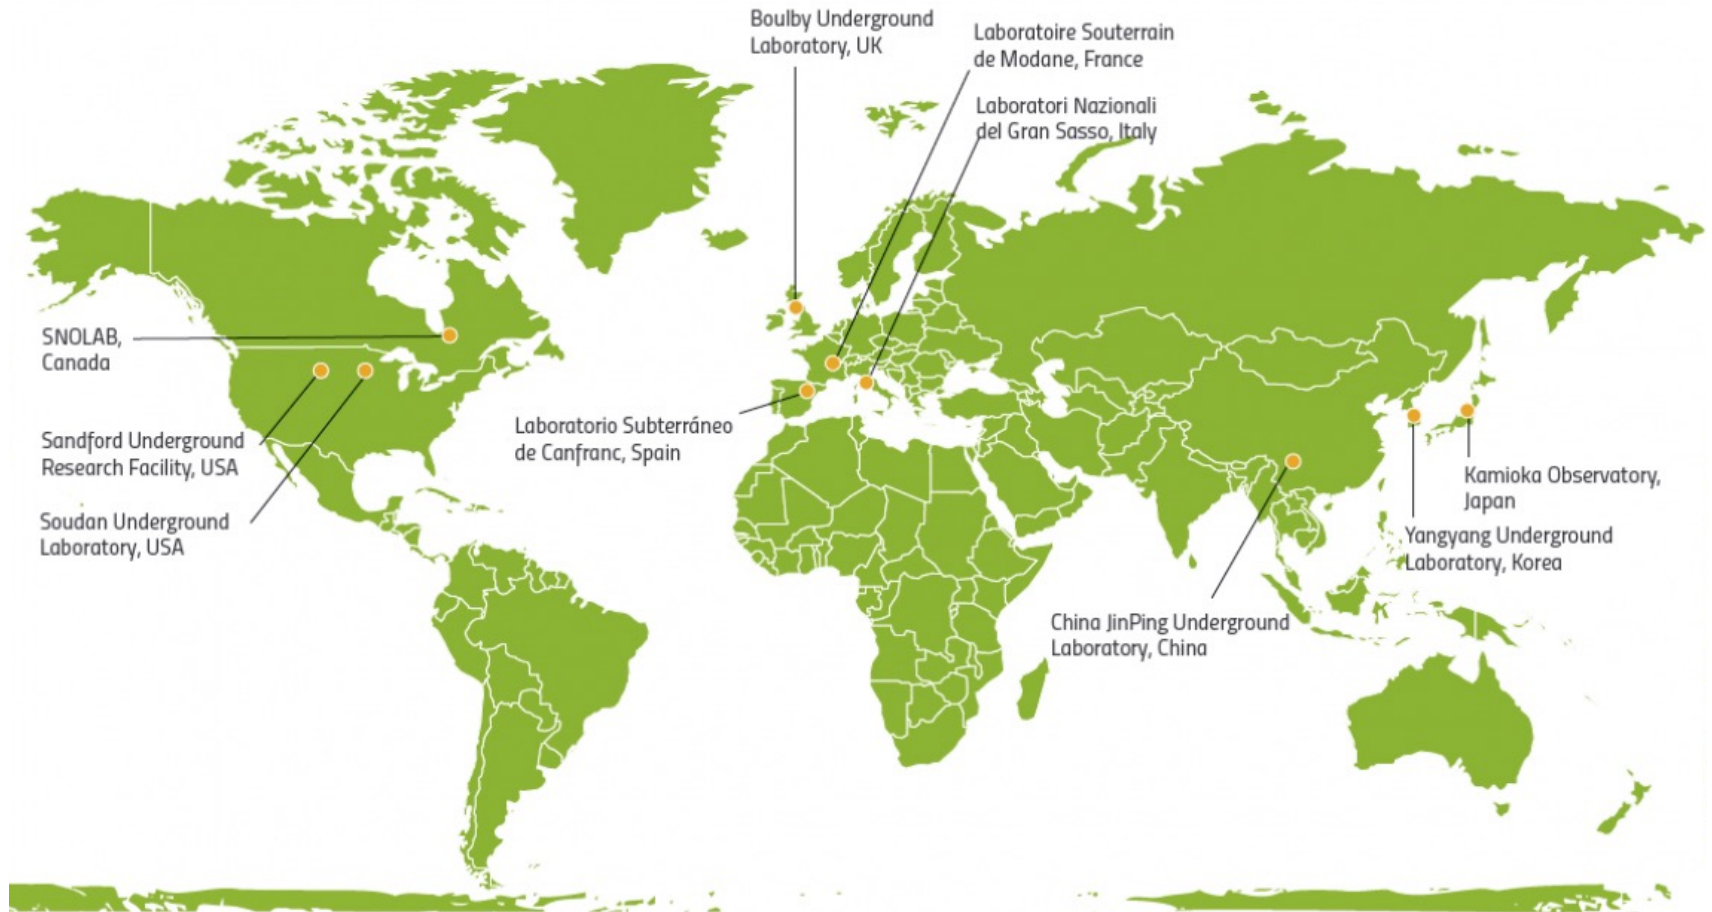 Boulby Underground
Laboratory, UK
Laboratoire Souterrain
de Modane, France
Laboratori Nazionali
del Gran Sasso, Italy
SNOLAB,
Canada
Sandford Underground
Research Facility, USA
Soudan Underground
Laboratory, USA
Laboratorio Subterráneo
de Canfranc, Spain
Kamioka Observatory,
Japan
Yangyang Underground
Laboratory, Korea
China JinPing Underground
Laboratory, China